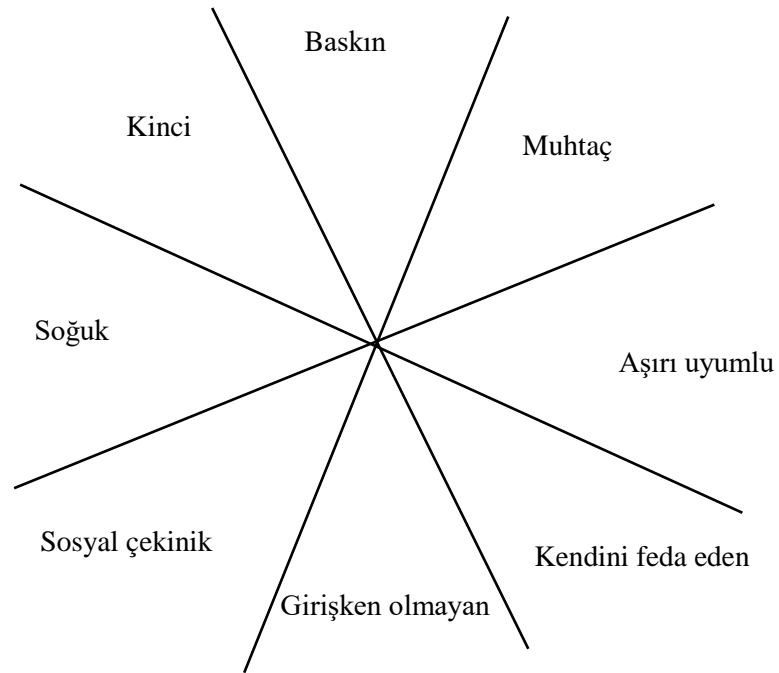 Baskın
Kinci
Muhtaç
Soğuk
Aşırı uyumlu
Sosyal çekinik
Kendini feda eden
Girişken olmayan